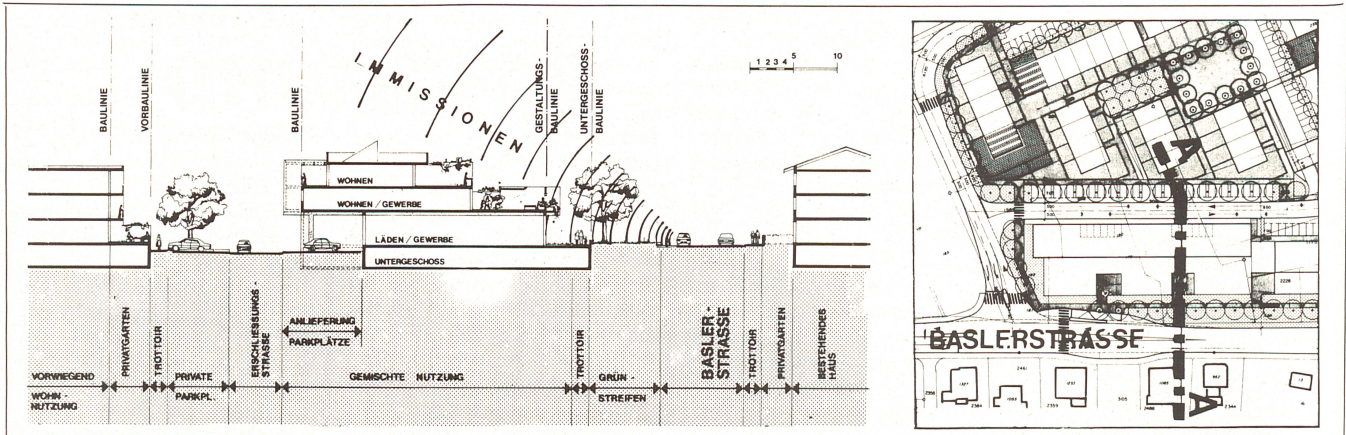 IMMISSIONEN
1 2 3 4 5 10
BAULINIE
VORBAULINIE
BAULINIE
GESTALTUNGS-
BAULINIE
UNTERGESCHOSS-
BAULINIE
WOHNEN
WOHNEN / GEWERBE
LÄDEN / GEWERBE
UNTERGESCHOSS
VORWIEGEND
WOHN-
NUTZUNG
PRIVATGARTEN
TROTTOIR
PRIVATE
PARKPL.
ERSCHLIESSUNGS-
STRASSE
ANLIEFERUNG
PARKPLÄTZE
GEMISCHTE NUTZUNG
TROTTOIR
GRÜN-
STREIFEN
BASLER-
STRASSE
TROTTOIR
PRIVATGARTEN
BESTEHENDES
HAUS
A
BASLERSTRASSE
A
2228
2461